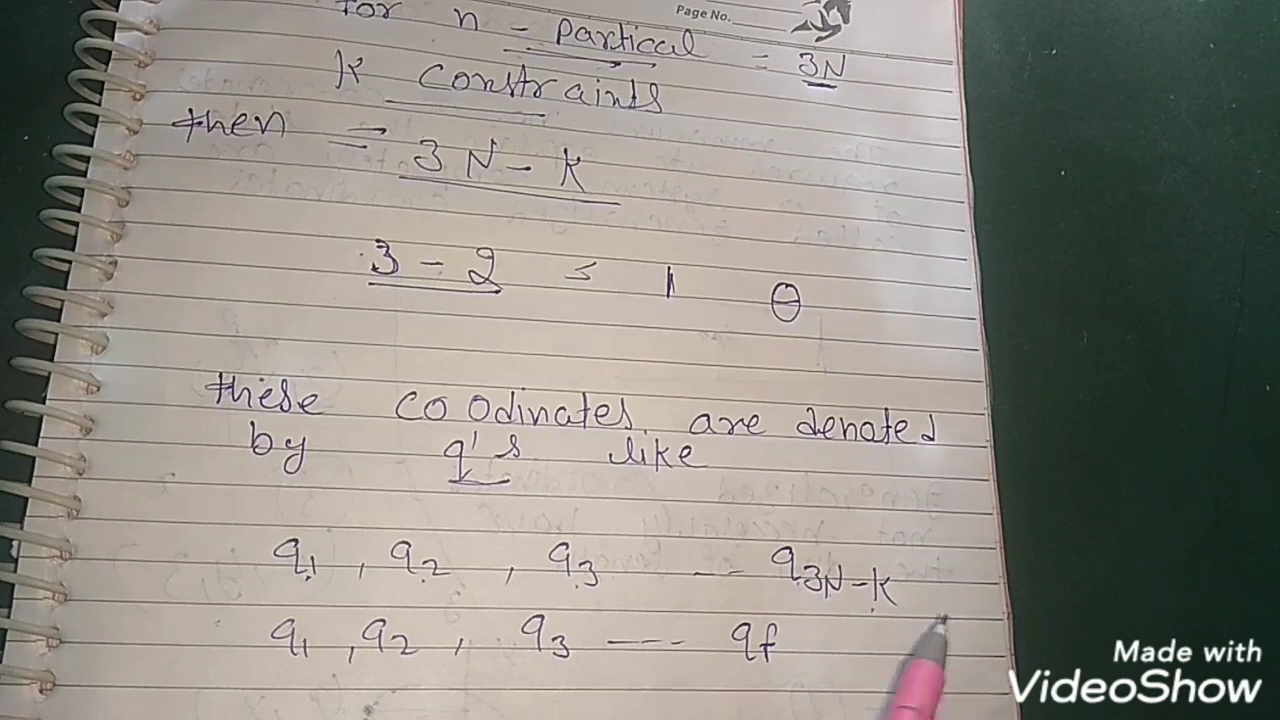 Page No.
for n - partical = 3N
k constraints
then = 3N - k
3 - 2 = 1 θ
these coodinates. are denoted
by q's like
q1 , q2 , q3 -- q3N-k
q1 , q2 , q3 --- qf
Made with
VideoShow